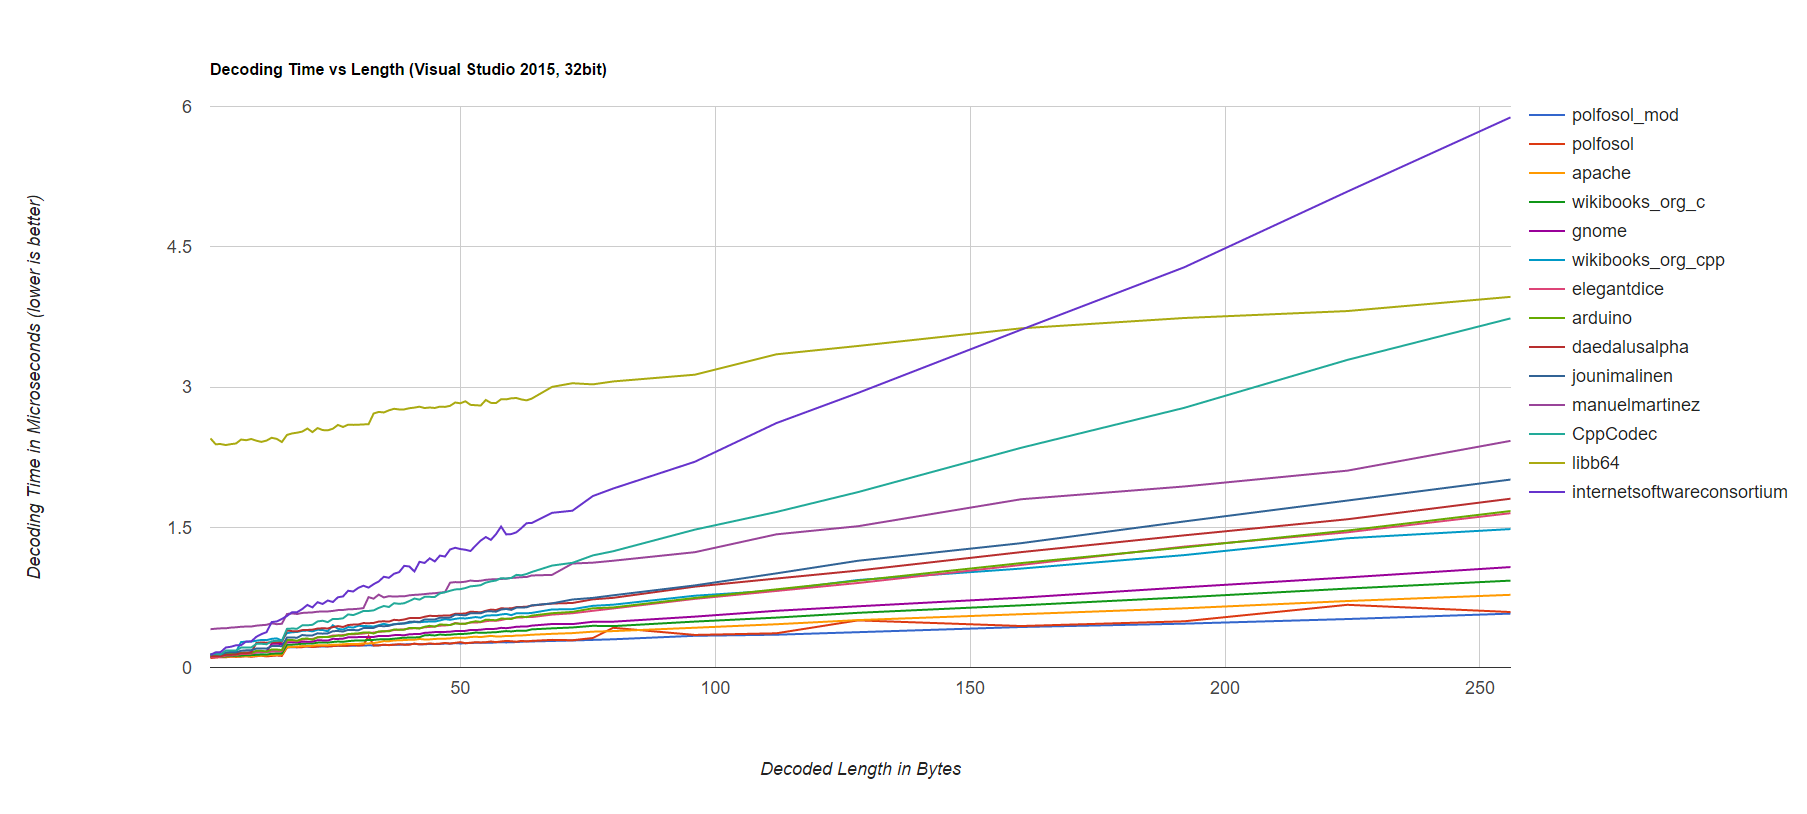 Decoding Time vs Length (Visual Studio 2015, 32bit)
Decoding Time in Microseconds (lower is better)
6
4.5
3
1.5
0
50
100
150
200
250
Decoded Length in Bytes
polfosol_mod
polfosol
apache
wikibooks_org_c
gnome
wikibooks_org_cpp
elegantdice
arduino
daedalusalpha
jounimalinen
manuelmartinez
CppCodec
libb64
internetsoftwareconsortium